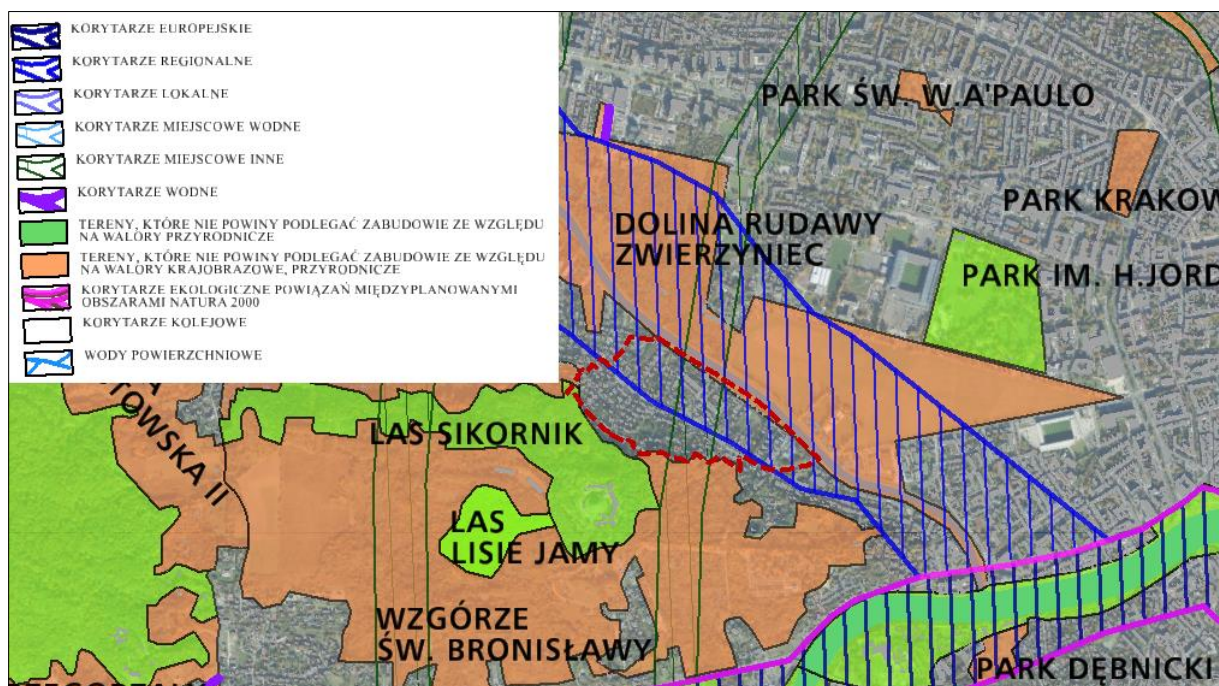 KORYTARZE EUROPEJSKIE
KORYTARZE REGIONALNE
KORYTARZE LOKALNE
KORYTARZE MIEJSCOWE WODNE
KORYTARZE MIEJSCOWE INNE
KORYTARZE WODNE
TERENY, KTÓRE NIE POWINY PODLEGAĆ ZABUDOWIE ZE WZGLĘDU
NA WALORY PRZYRODNICZE
TERENY, KTÓRE NIE POWINY PODLEGAĆ ZABUDOWIE ZE WZGLĘDU
NA WALORY KRAJOBRAZOWE, PRZYRODNICZE
KORYTARZE EKOLOGICZNE POWIĄZAŃ MIĘDZYPLANOWANYMI
OBSZARAMI NATURA 2000
KORYTARZE KOLEJOWE
WODY POWIERZCHNIOWE
PARK ŚW. W.A'PAULO
PARK KRAKOW
DOLINA RUDAWY
ZWIERZYNIEC
PARK IM. H.JORD
TOWSKA II
LAS SIKORNIK
LAS
LISIE JAMY
WZGÓRZE
ŚW. BRONISŁAWY
PARK DĘBNICKI